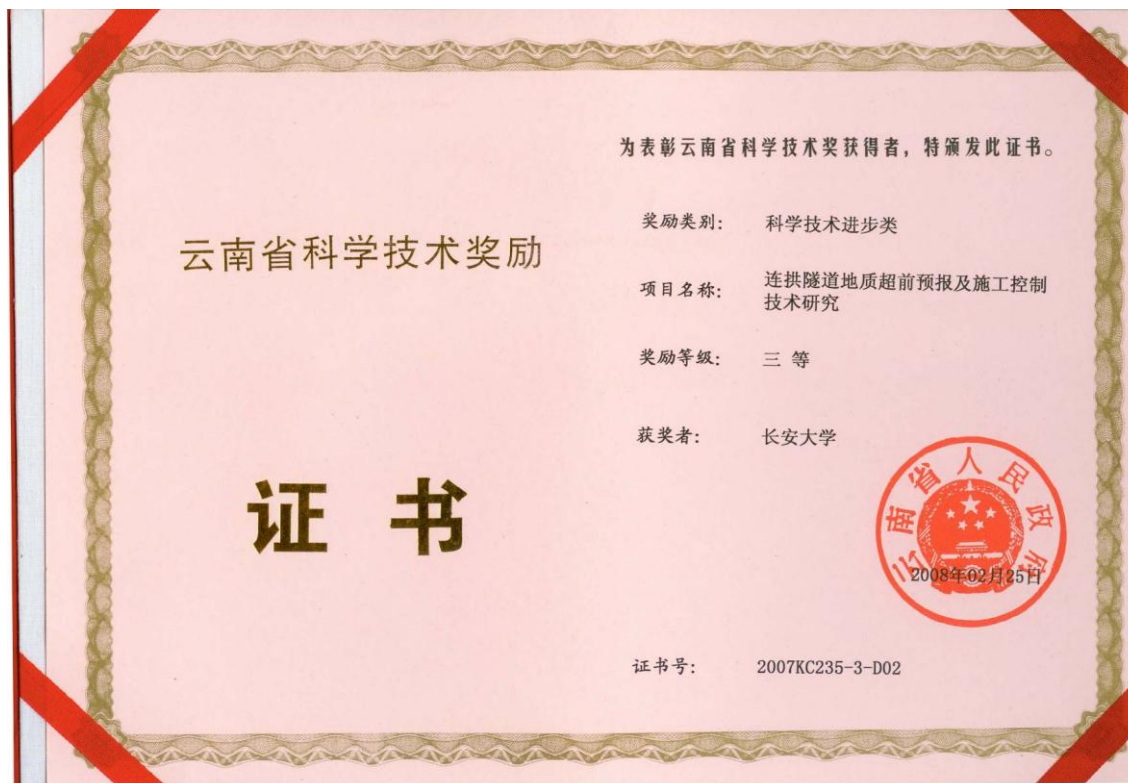 云南省科学技术奖励
证书
为表彰云南省科学技术奖获得者，特颁发此证书。
奖励类别： 科学技术进步类
项目名称： 连拱隧道地质超前预报及施工控制
技术研究
奖励等级： 三 等
获奖者： 长安大学
云南省人民政府
2008年02月25日
证书号： 2007KC235-3-D02